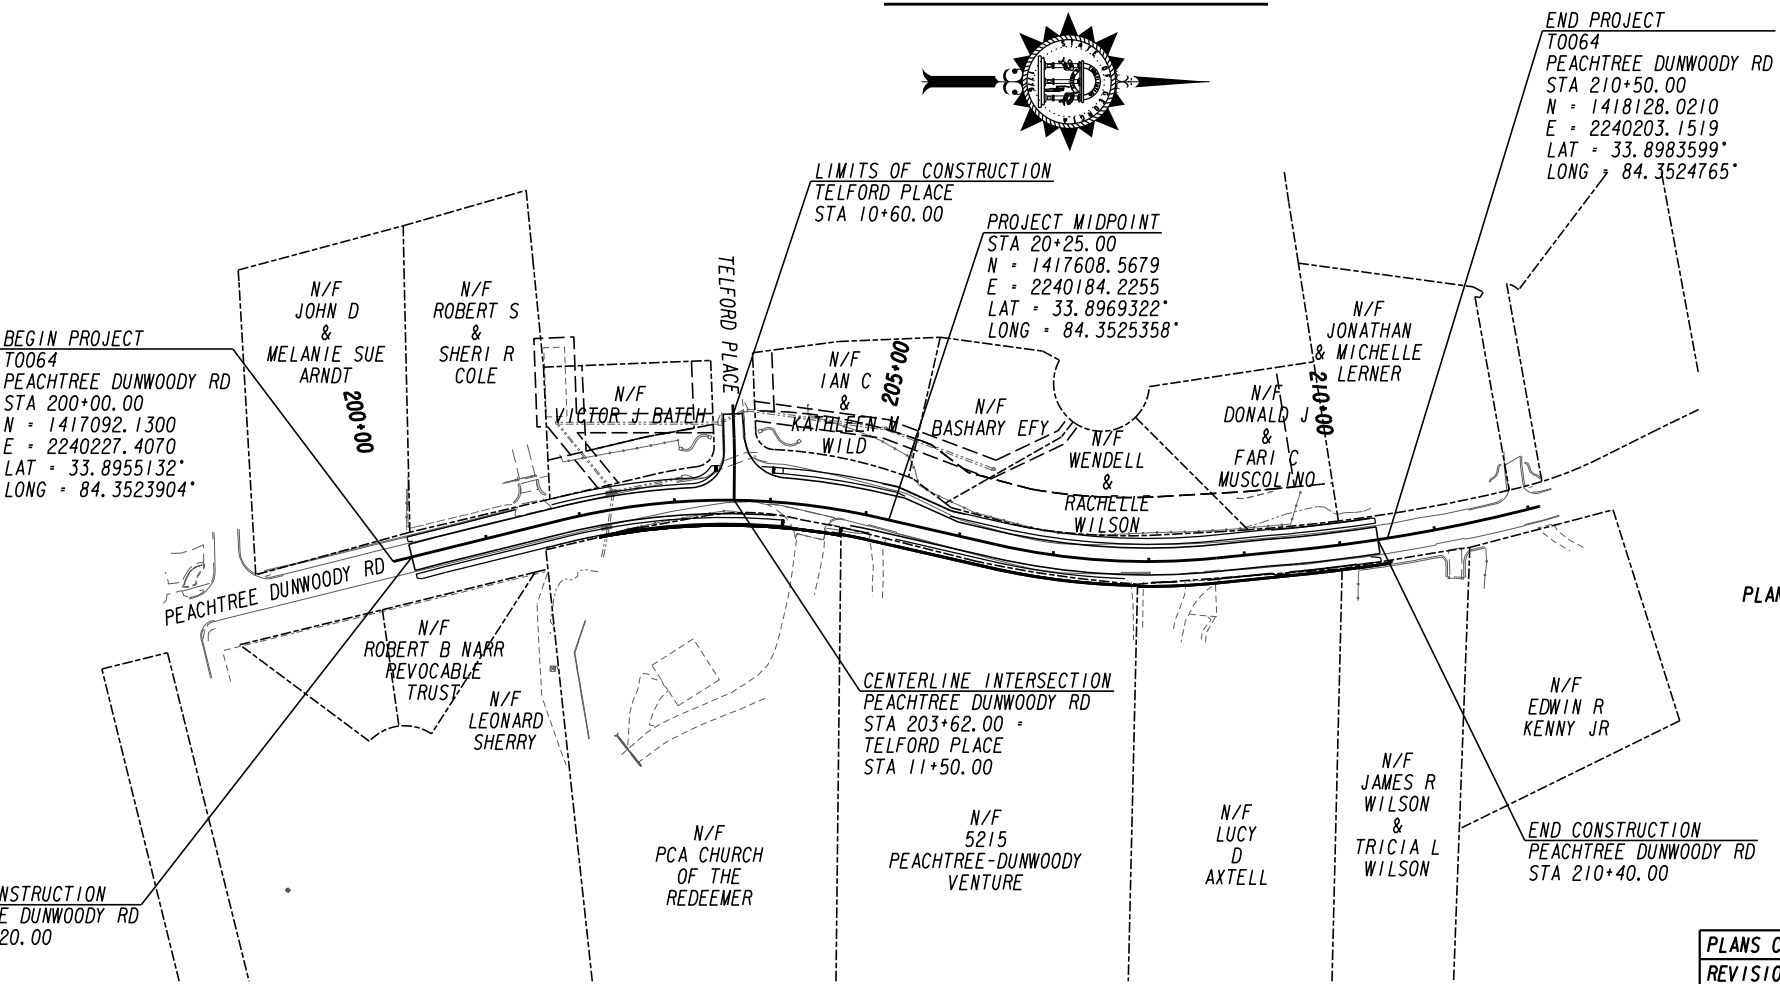 END PROJECT
T0064
PEACHTREE DUNWOODY RD
STA 210+50.00
N = 1418128.0210
E = 2240203.1519
LAT = 33.8983599°
LONG = 84.3524765°
LIMITS OF CONSTRUCTION
TELFORD PLACE
STA 10+60.00
PROJECT MIDPOINT
STA 20+25.00
N = 1417608.5679
E = 2240184.2255
LAT = 33.8969322°
LONG = 84.3525358°
BEGIN PROJECT
T0064
PEACHTREE DUNWOODY RD
STA 200+00.00
N = 1417092.1300
E = 2240227.4070
LAT = 33.8955132°
LONG = 84.3523904°
N/F
JOHN D
&
MELANIE SUE
ARNDT
200+00
N/F
ROBERT S
&
SHERI R
COLE
N/F
VICTOR J BATEH
TELFORD PLACE
N/F
IAN C
&
KATHLEEN M
WILD
205+00
N/F
BASHARY EFY
N/F
WENDELL
&
RACHELLE
WILSON
N/F
DONALD J
&
FARI C
MUSCOLINO
210+00
N/F
JONATHAN
& MICHELLE
LERNER
PEACHTREE DUNWOODY RD
PLAN
N/F
ROBERT B NARR
REVOCABLE
TRUST
N/F
LEONARD
SHERRY
CENTERLINE INTERSECTION
PEACHTREE DUNWOODY RD
STA 203+62.00 =
TELFORD PLACE
STA 11+50.00
N/F
EDWIN R
KENNY JR
N/F
PCA CHURCH
OF THE
REDEEMER
N/F
5215
PEACHTREE-DUNWOODY
VENTURE
N/F
LUCY
D
AXTELL
N/F
JAMES R
WILSON
&
TRICIA L
WILSON
END CONSTRUCTION
PEACHTREE DUNWOODY RD
STA 210+40.00
NSTRUCTION
E DUNWOODY RD
20.00
PLANS C
REVISIO